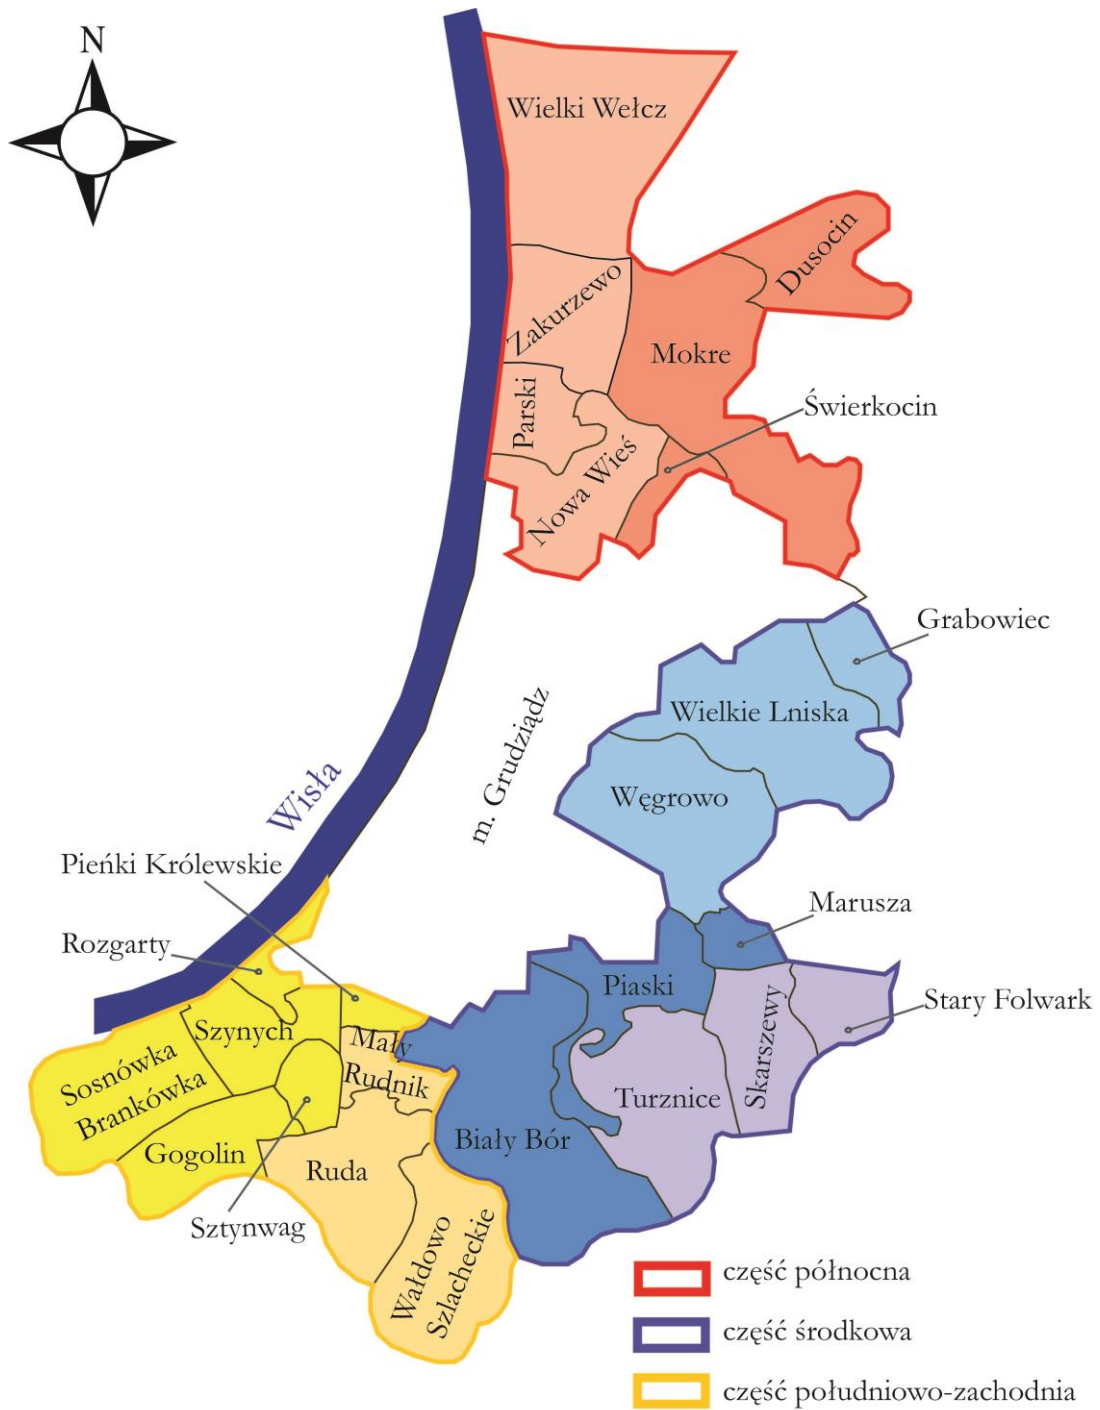 N
Wielki Wełcz
Dusocin
Zakurzewo
Mokre
Parski
Świerkocin
Nowa Wieś
Grabowiec
Wielkie Lniska
m. Grudziądz
Węgrowo
Wisła
Pieńki Królewskie
Marusza
Rozgarty
Piaski
Stary Folwark
Szynych
Mały
Rudnik
Skarszewy
Sosnówka
Brankówka
Turznice
Biały Bór
Gogolin
Ruda
Sztynwag
Wałdowo
Szlacheckie
część północna
część środkowa
część południowo-zachodnia